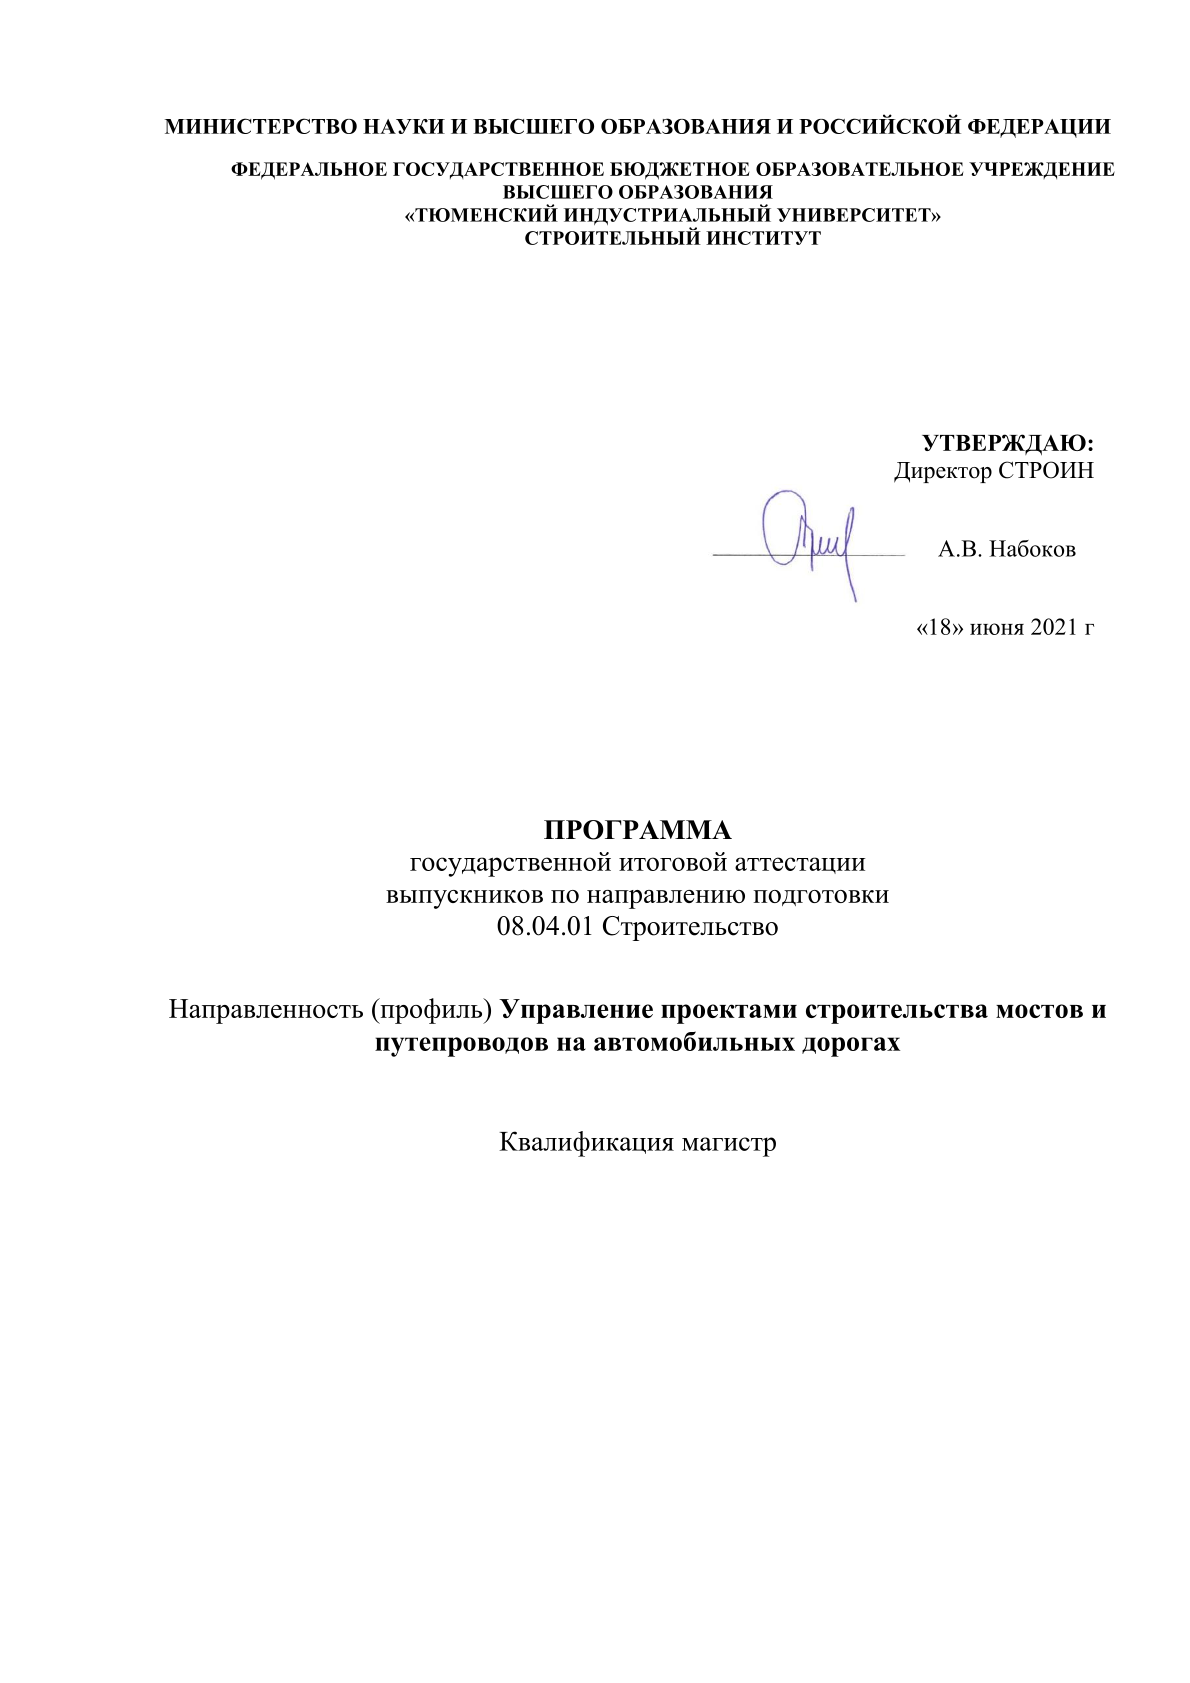 МИНИСТЕРСТВО НАУКИ И ВЫСШЕГО ОБРАЗОВАНИЯ И РОССИЙСКОЙ ФЕДЕРАЦИИ
ФЕДЕРАЛЬНОЕ ГОСУДАРСТВЕННОЕ БЮДЖЕТНОЕ ОБРАЗОВАТЕЛЬНОЕ УЧРЕЖДЕНИЕ
ВЫСШЕГО ОБРАЗОВАНИЯ
«ТЮМЕНСКИЙ ИНДУСТРИАЛЬНЫЙ УНИВЕРСИТЕТ»
СТРОИТЕЛЬНЫЙ ИНСТИТУТ
УТВЕРЖДАЮ:
Директор СТРОИН
А.В. Набоков
«18» июня 2021 г
ПРОГРАММА
государственной итоговой аттестации
выпускников по направлению подготовки
08.04.01 Строительство
Направленность (профиль) Управление проектами строительства мостов и
путепроводов на автомобильных дорогах
Квалификация магистр